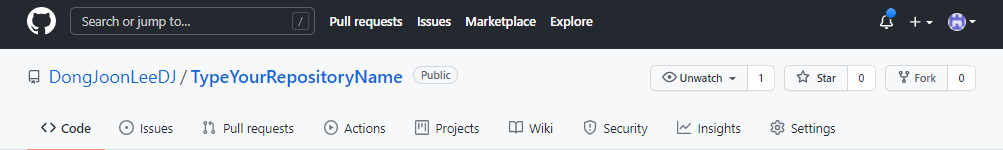 Search or jump to... / Pull requests Issues Marketplace Explore
DongJoonLeeDJ / TypeYourRepositoryName Public Unwatch 1 Star 0 Fork 0
<> Code Issues Pull requests Actions Projects Wiki Security Insights Settings